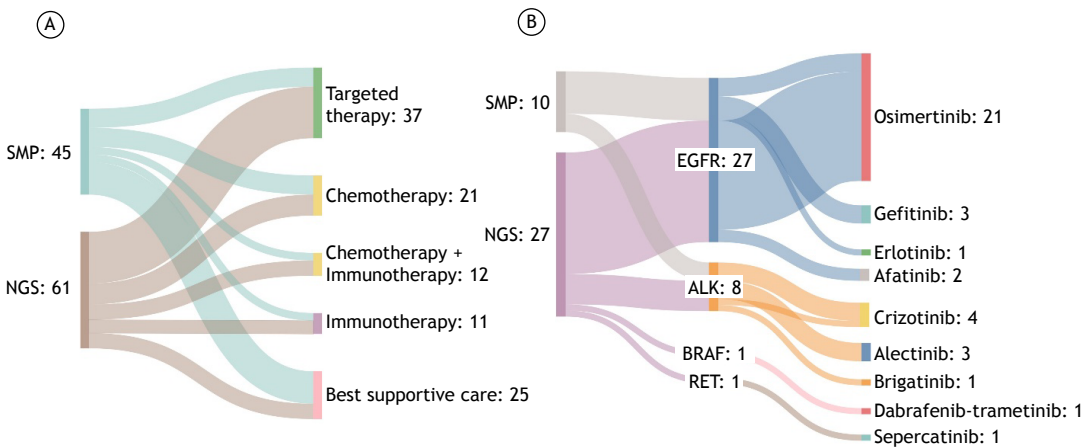 A
SMP: 45
NGS: 61
Targeted
therapy: 37
Chemotherapy: 21
Chemotherapy +
Immunotherapy: 12
Immunotherapy: 11
Best supportive care: 25
B
SMP: 10
NGS: 27
EGFR: 27
ALK: 8
BRAF: 1
RET: 1
Osimertinib: 21
Gefitinib: 3
Erlotinib: 1
Afatinib: 2
Crizotinib: 4
Alectinib: 3
Brigatinib: 1
Dabrafenib-trametinib: 1
Sepercatinib: 1